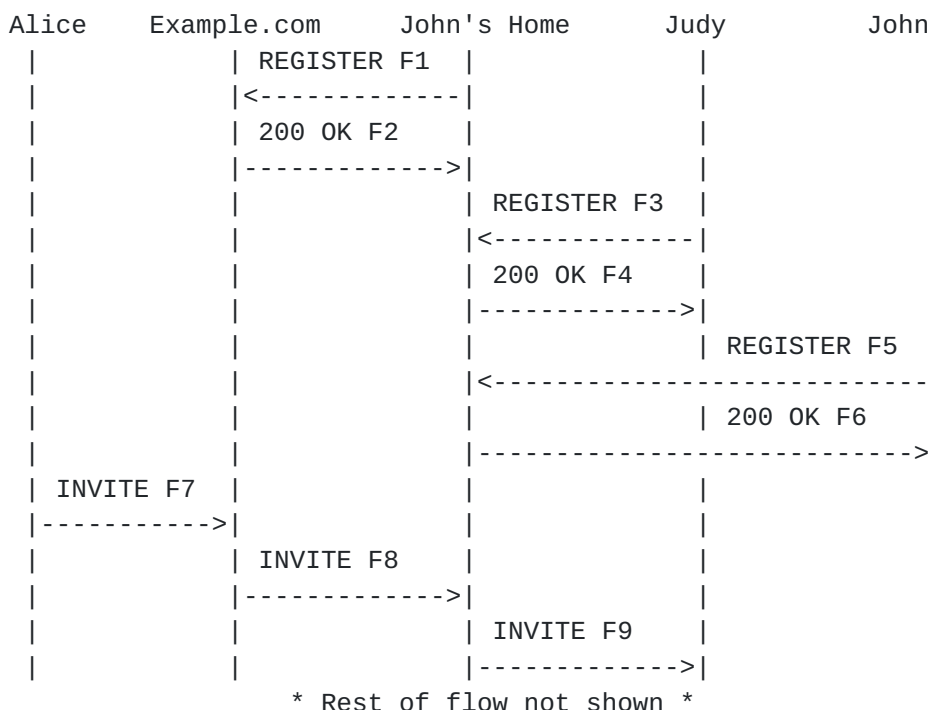 Alice    Example.com     John's Home      Judy         John
 |             | REGISTER F1  |               |
 |             |<-------------|               |
 |             | 200 OK F2    |               |
 |             |------------->|               |
 |             |              | REGISTER F3  |
 |             |              |<--------------|
 |             |              | 200 OK F4    |
 |             |              |------------->|
 |             |              |              | REGISTER F5
 |             |              |<-----------------------------
 |             |              |              | 200 OK F6
 |             |              |---------------------------->
 | INVITE F7   |              |              |
 |------------>|              |              |
 |             | INVITE F8    |              |
 |             |------------->|              |
 |             |              | INVITE F9    |
 |             |              |------------->|
                  * Rest of flow not shown *